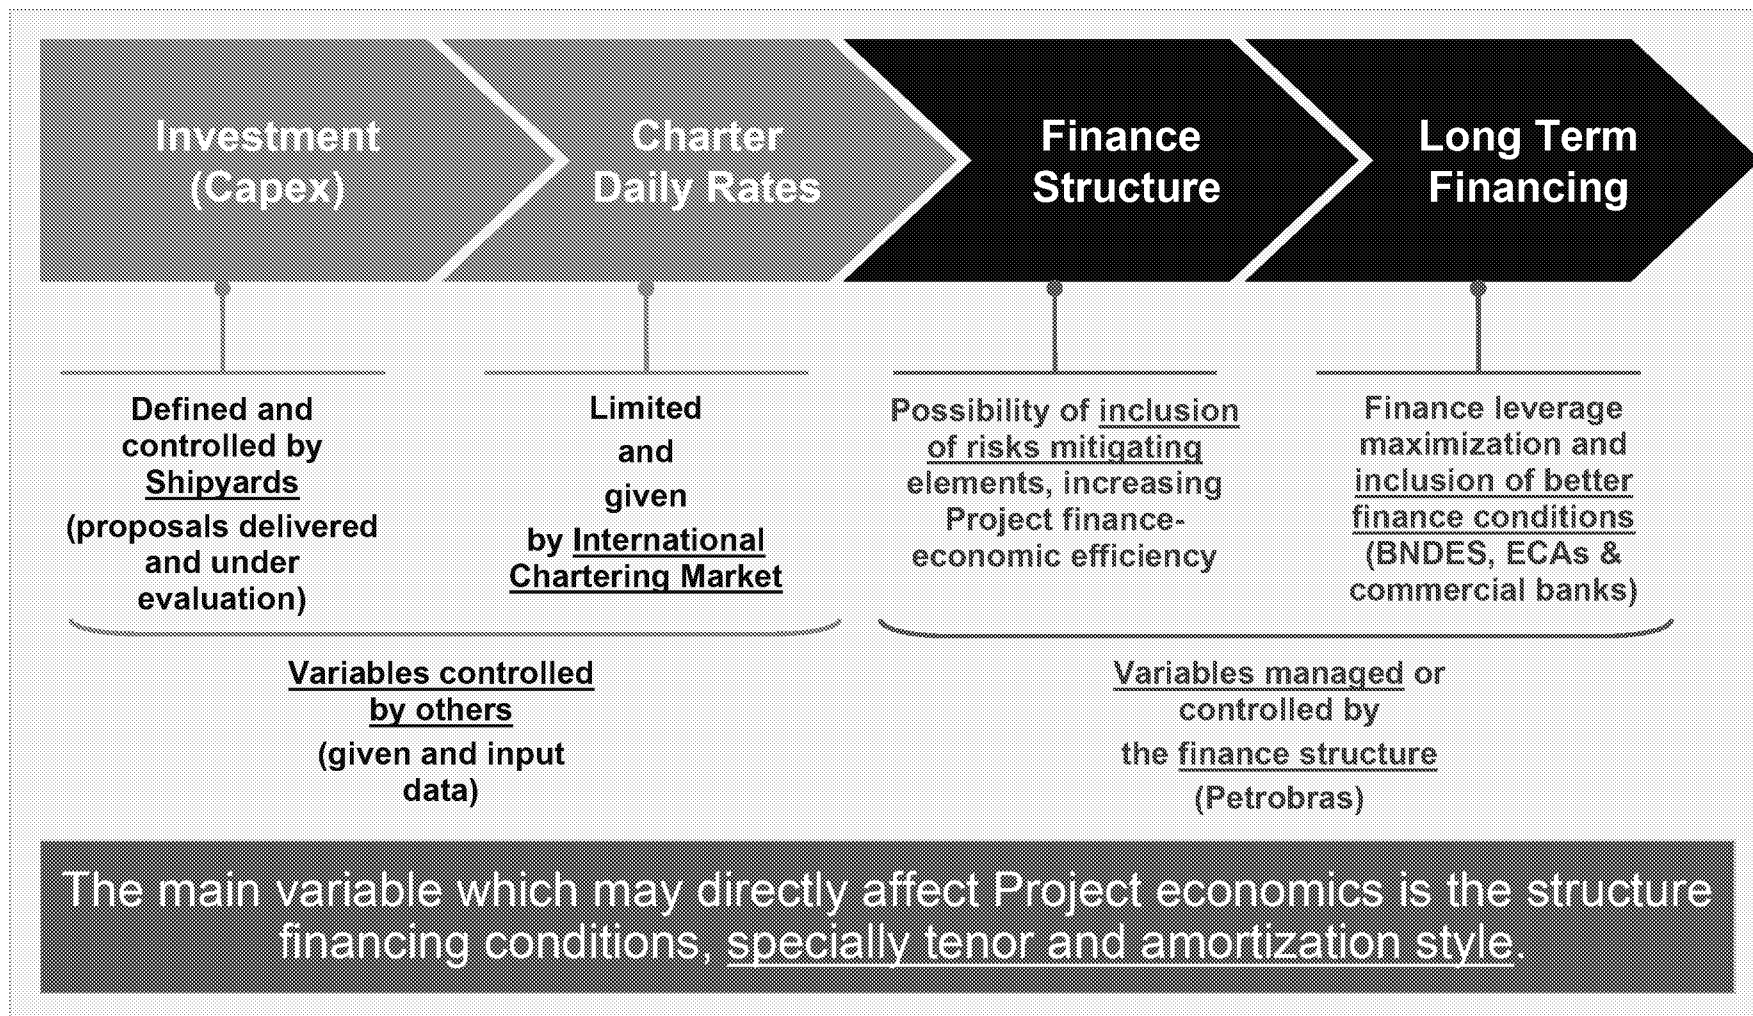 Investment
(Capex)
Charter
Daily Rates
Finance
Structure
Long Term
Financing
Defined and
controlled by
Shipyards
(proposals delivered
and under
evaluation)
Limited
and
given
by International
Chartering Market
Possibility of inclusion
of risks mitigating
elements, increasing
Project finance-
economic efficiency
Finance leverage
maximization and
inclusion of better
finance conditions
(BNDES, ECAs &
commercial banks)
Variables controlled
by others
(given and input
data)
Variables managed or
controlled by
the finance structure
(Petrobras)
The main variable which may directly affect Project economics is the structure
financing conditions, specially tenor and amortization style.